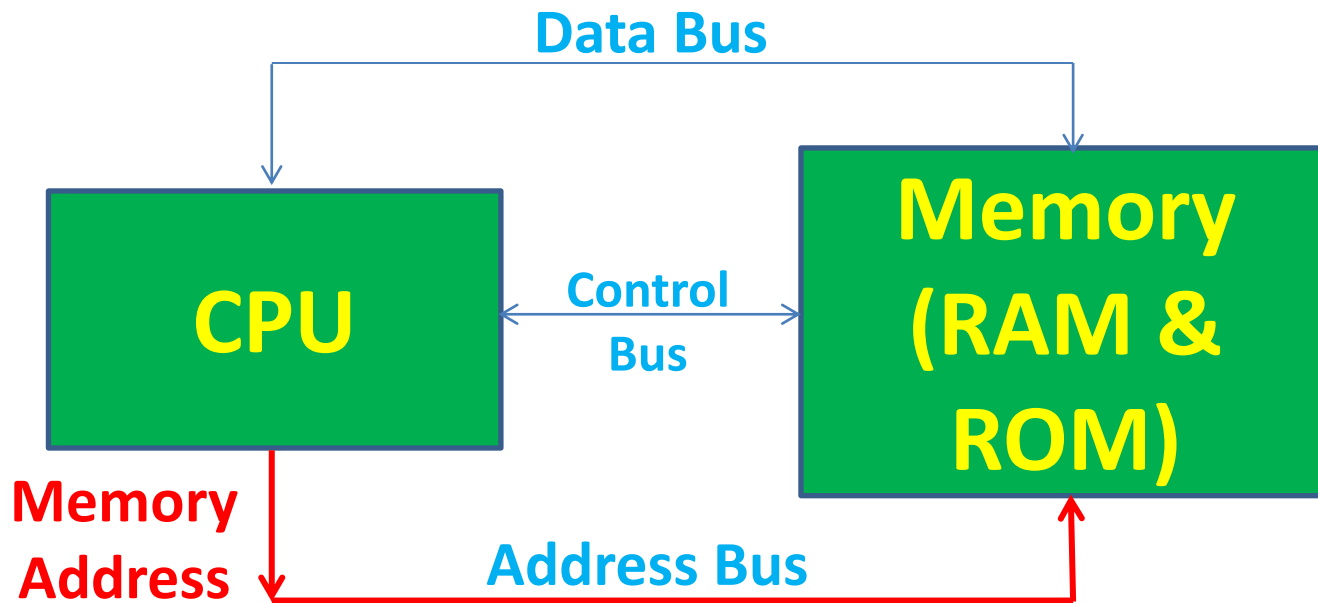 Data Bus
CPU
Control
Bus
Memory
(RAM &
ROM)
Memory
Address
Address Bus